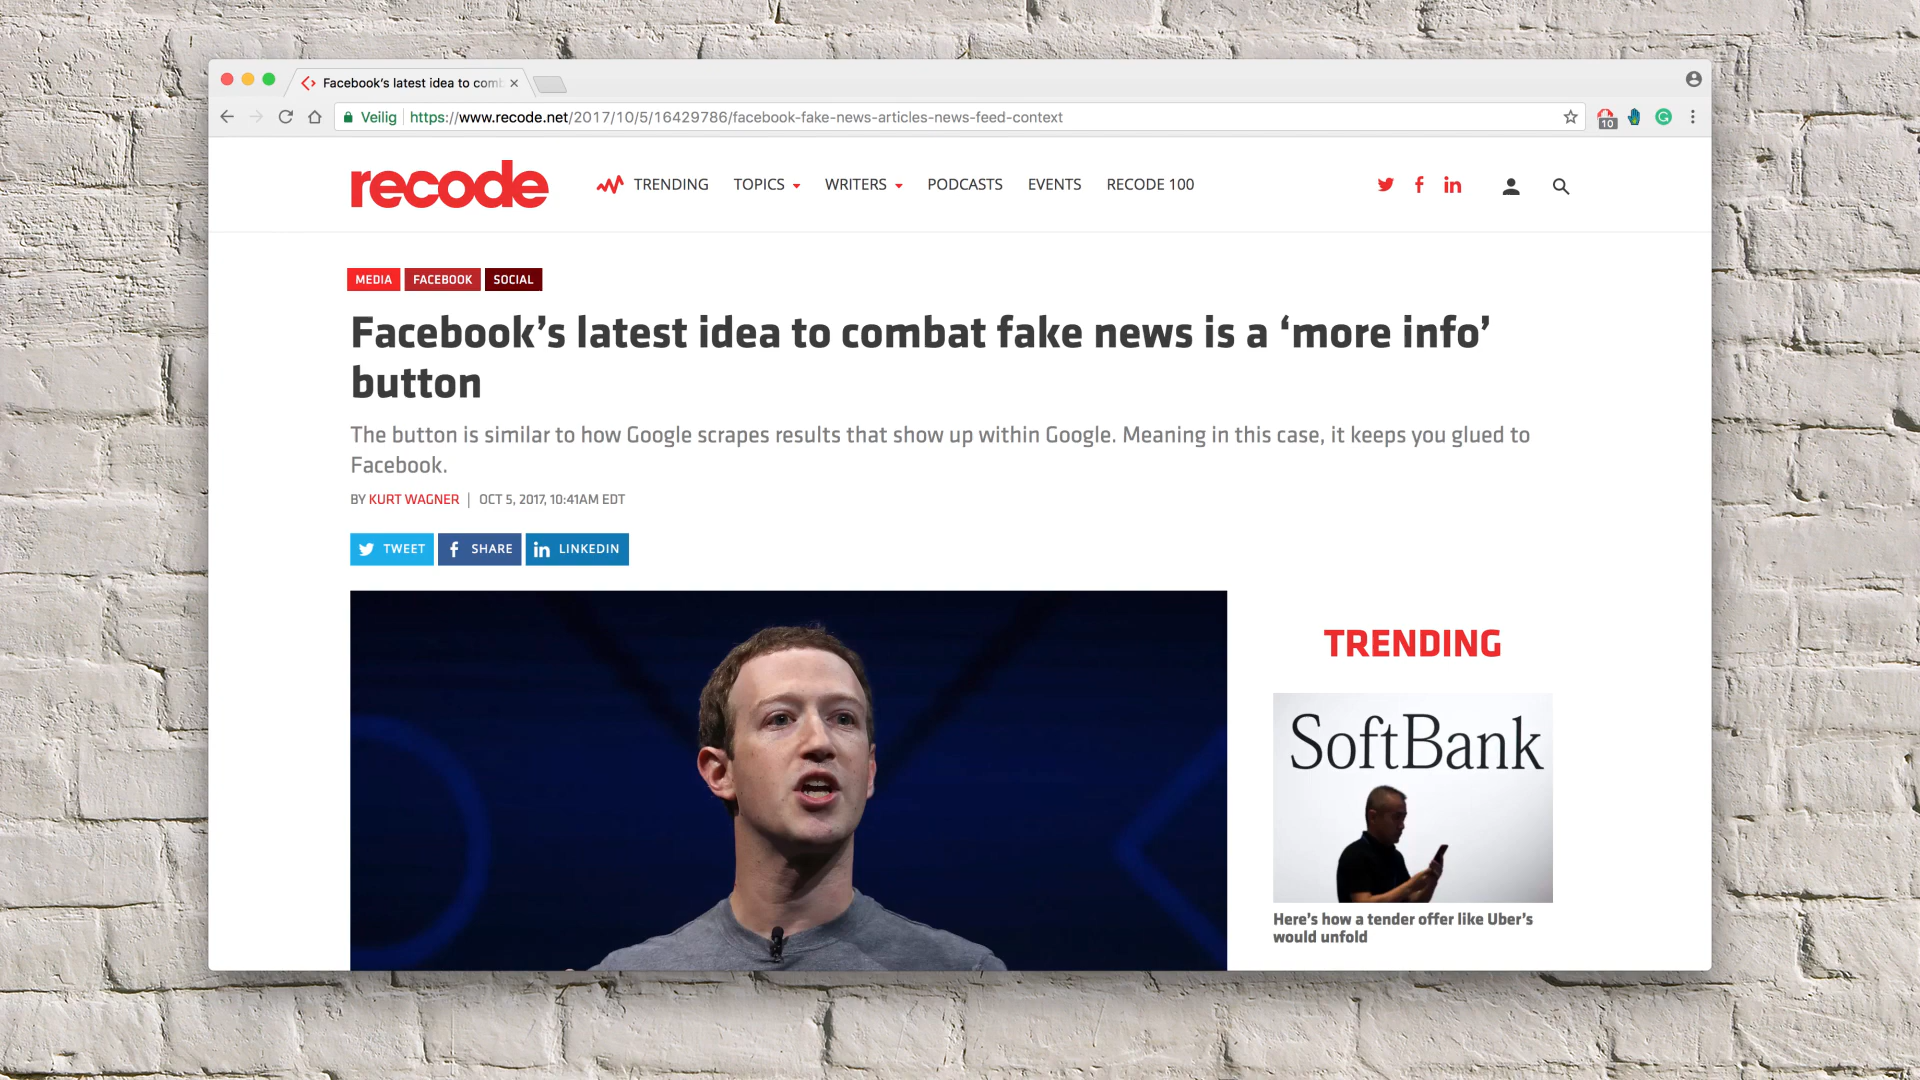 Facebook's latest idea to com
Veilig https://www.recode.net/2017/10/5/16429786/facebook-fake-news-articles-news-feed-context
10
recode
TRENDING TOPICS WRITERS PODCASTS EVENTS RECODE 100
MEDIA FACEBOOK SOCIAL
Facebook’s latest idea to combat fake news is a ‘more info’
button
The button is similar to how Google scrapes results that show up within Google. Meaning in this case, it keeps you glued to
Facebook.
BY KURT WAGNER | OCT 5, 2017, 10:41AM EDT
TWEET SHARE LINKEDIN
TRENDING
SoftBank
Here’s how a tender offer like Uber’s
would unfold